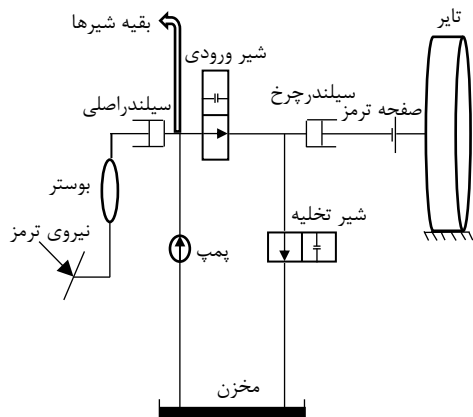 تایر
بقیه شیرها
شیر ورودی
سیلندرچرخ
سیلندراصلی
صفحه ترمز
بوستر
شیر تخلیه
نیروی ترمز
پمپ
مخزن